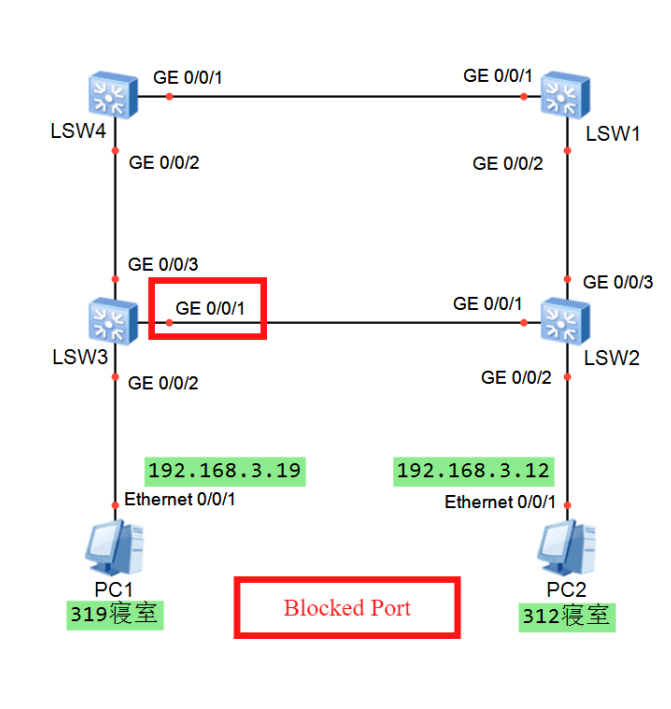 GE 0/0/1
GE 0/0/1
LSW4
LSW1
GE 0/0/2
GE 0/0/2
GE 0/0/3
GE 0/0/3
GE 0/0/1
GE 0/0/1
LSW3
LSW2
GE 0/0/2
GE 0/0/2
192.168.3.19
192.168.3.12
Ethernet 0/0/1
Ethernet 0/0/1
PC1
PC2
319寝室
Blocked Port
312寝室